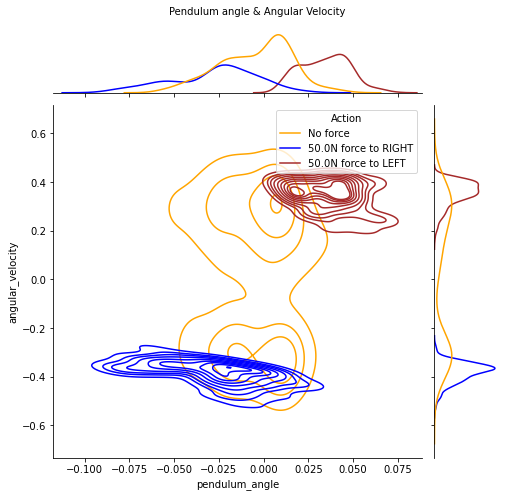 Pendulum angle & Angular Velocity
Action
No force
50.0N force to RIGHT
50.0N force to LEFT
0.6
0.4
0.2
0.0
−0.2
−0.4
−0.6
angular_velocity
−0.100
−0.075
−0.050
−0.025
0.000
0.025
0.050
0.075
pendulum_angle